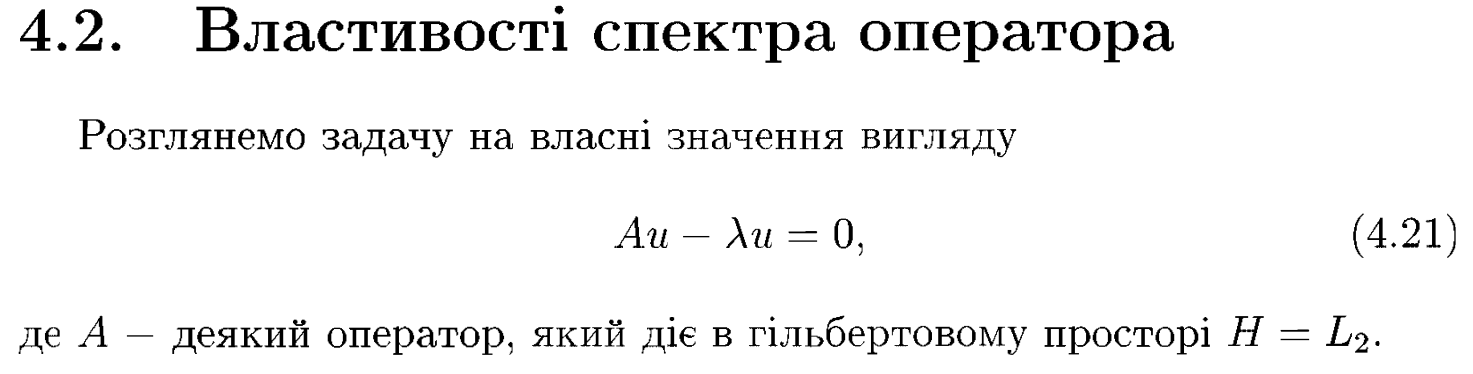 4.2. Властивості спектра оператора
Розглянемо задачу на власні значення вигляду
Au − λu = 0, (4.21)
де A − деякий оператор, який діє в гільбертовому просторі H = L₂.